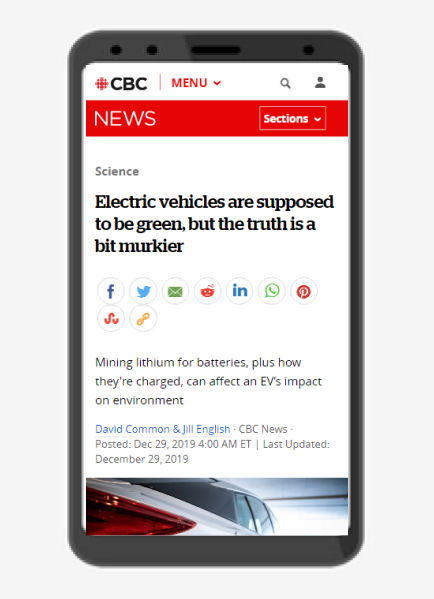 CBC MENU
NEWS Sections
Science
Electric vehicles are supposed
to be green, but the truth is a
bit murkier
Mining lithium for batteries, plus how
they're charged, can affect an EV's impact
on environment
David Common & Jill English · CBC News ·
Posted: Dec 29, 2019 4:00 AM ET | Last Updated:
December 29, 2019